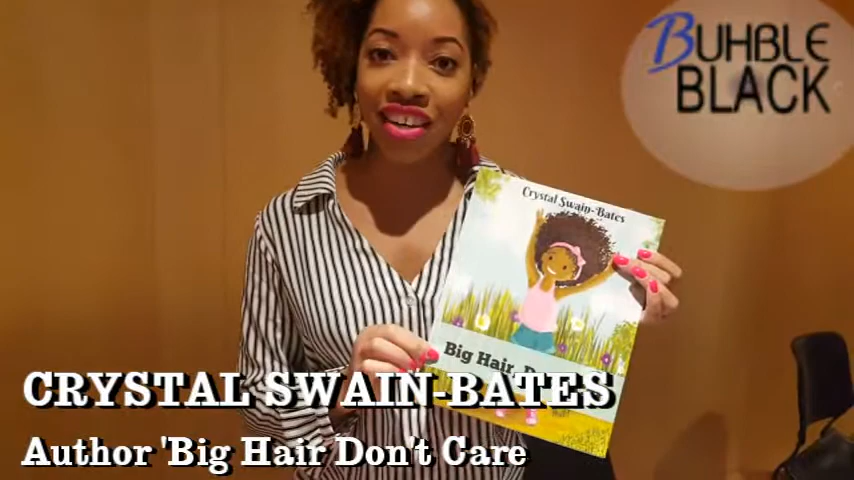 BUHBLE
BLACK
Crystal Swain-Bates
Big Hair, D
CRYSTAL SWAIN-BATES
Author 'Big Hair Don't Care